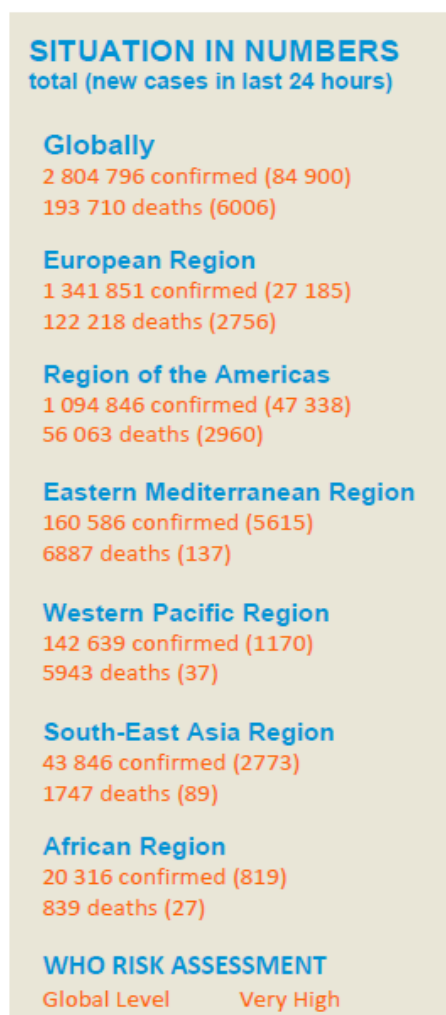 SITUATION IN NUMBERS
total (new cases in last 24 hours)
Globally
2 804 796 confirmed (84 900)
193 710 deaths (6006)
European Region
1 341 851 confirmed (27 185)
122 218 deaths (2756)
Region of the Americas
1 094 846 confirmed (47 338)
56 063 deaths (2960)
Eastern Mediterranean Region
160 586 confirmed (5615)
6887 deaths (137)
Western Pacific Region
142 639 confirmed (1170)
5943 deaths (37)
South-East Asia Region
43 846 confirmed (2773)
1747 deaths (89)
African Region
20 316 confirmed (819)
839 deaths (27)
WHO RISK ASSESSMENT
Global Level Very High